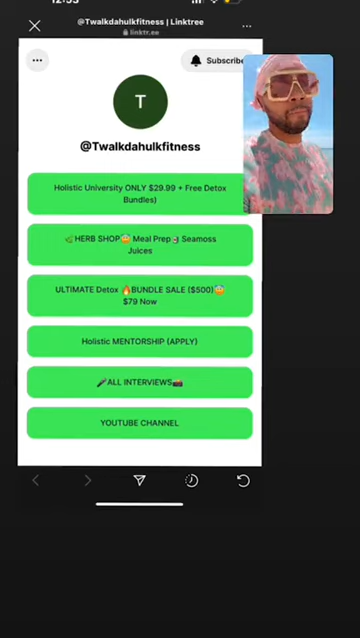 @Twalkdahulkfitness | Linktree
linktr.ee
Subscribe
T
@Twalkdahulkfitness
Holistic University ONLY $29.99 + Free Detox
Bundles)
🌿HERB SHOP😇 Meal Prep🥑 Seamoss
Juices
ULTIMATE Detox 🔥BUNDLE SALE ($500)😇
$79 Now
Holistic MENTORSHIP (APPLY)
🎤ALL INTERVIEWS📸
YOUTUBE CHANNEL